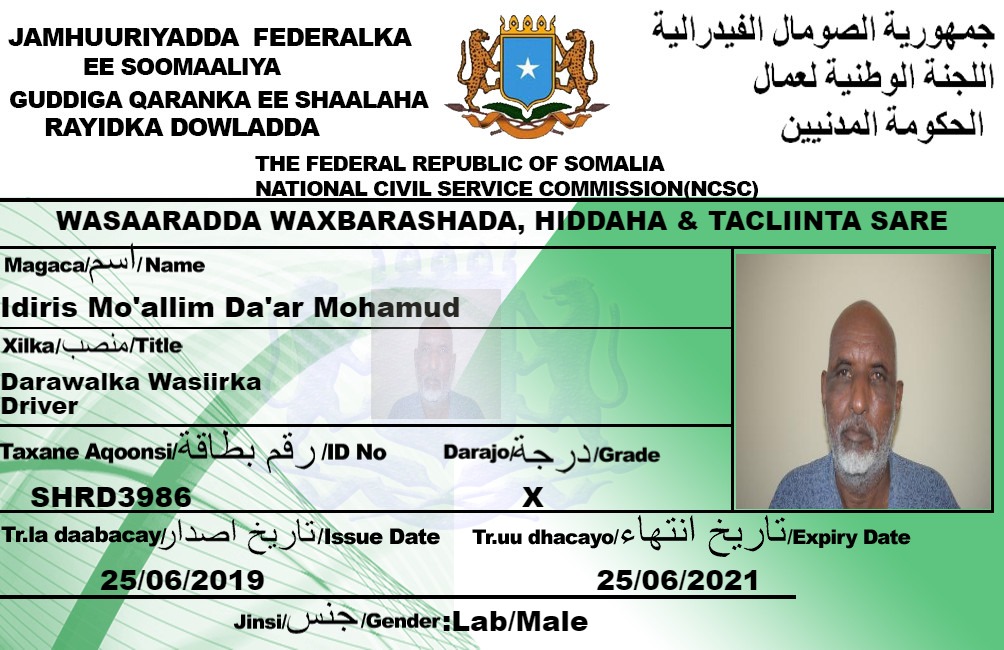 JAMHUURIYADDA FEDERALKA
EE SOOMAALIYA
GUDDIGA QARANKA EE SHAALAHA
RAYIDKA DOWLADDA
جمهورية الصومال الفيدرالية
اللجنة الوطنية لعمال
الحكومة المدنيين
THE FEDERAL REPUBLIC OF SOMALIA
NATIONAL CIVIL SERVICE COMMISSION(NCSC)
WASAARADDA WAXBARASHADA, HIDDAHA & TACLIINTA SARE
Magaca/اسم/Name
Idiris Mo'allim Da'ar Mohamud
Xilka/منصب/Title
Darawalka Wasiirka
Driver
Taxane Aqoonsi/رقم بطاقة/ID No Darajo/درجة/Grade
SHRD3986 X
Tr.la daabacay/تاريخ اصدار/Issue Date Tr.uu dhacayo/تاريخ انتهاء/Expiry Date
25/06/2019 25/06/2021
Jinsi/جنس/Gender:Lab/Male